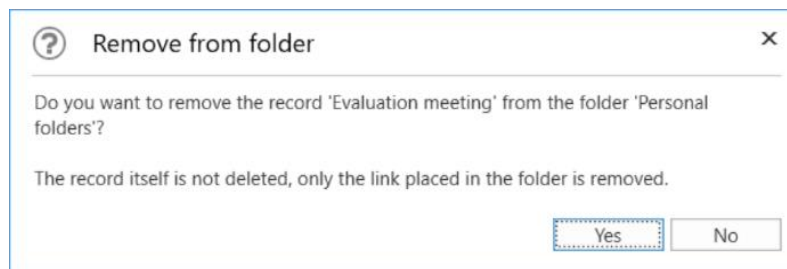 Remove from folder
Do you want to remove the record 'Evaluation meeting' from the folder 'Personal
folders'?
The record itself is not deleted, only the link placed in the folder is removed.
Yes No